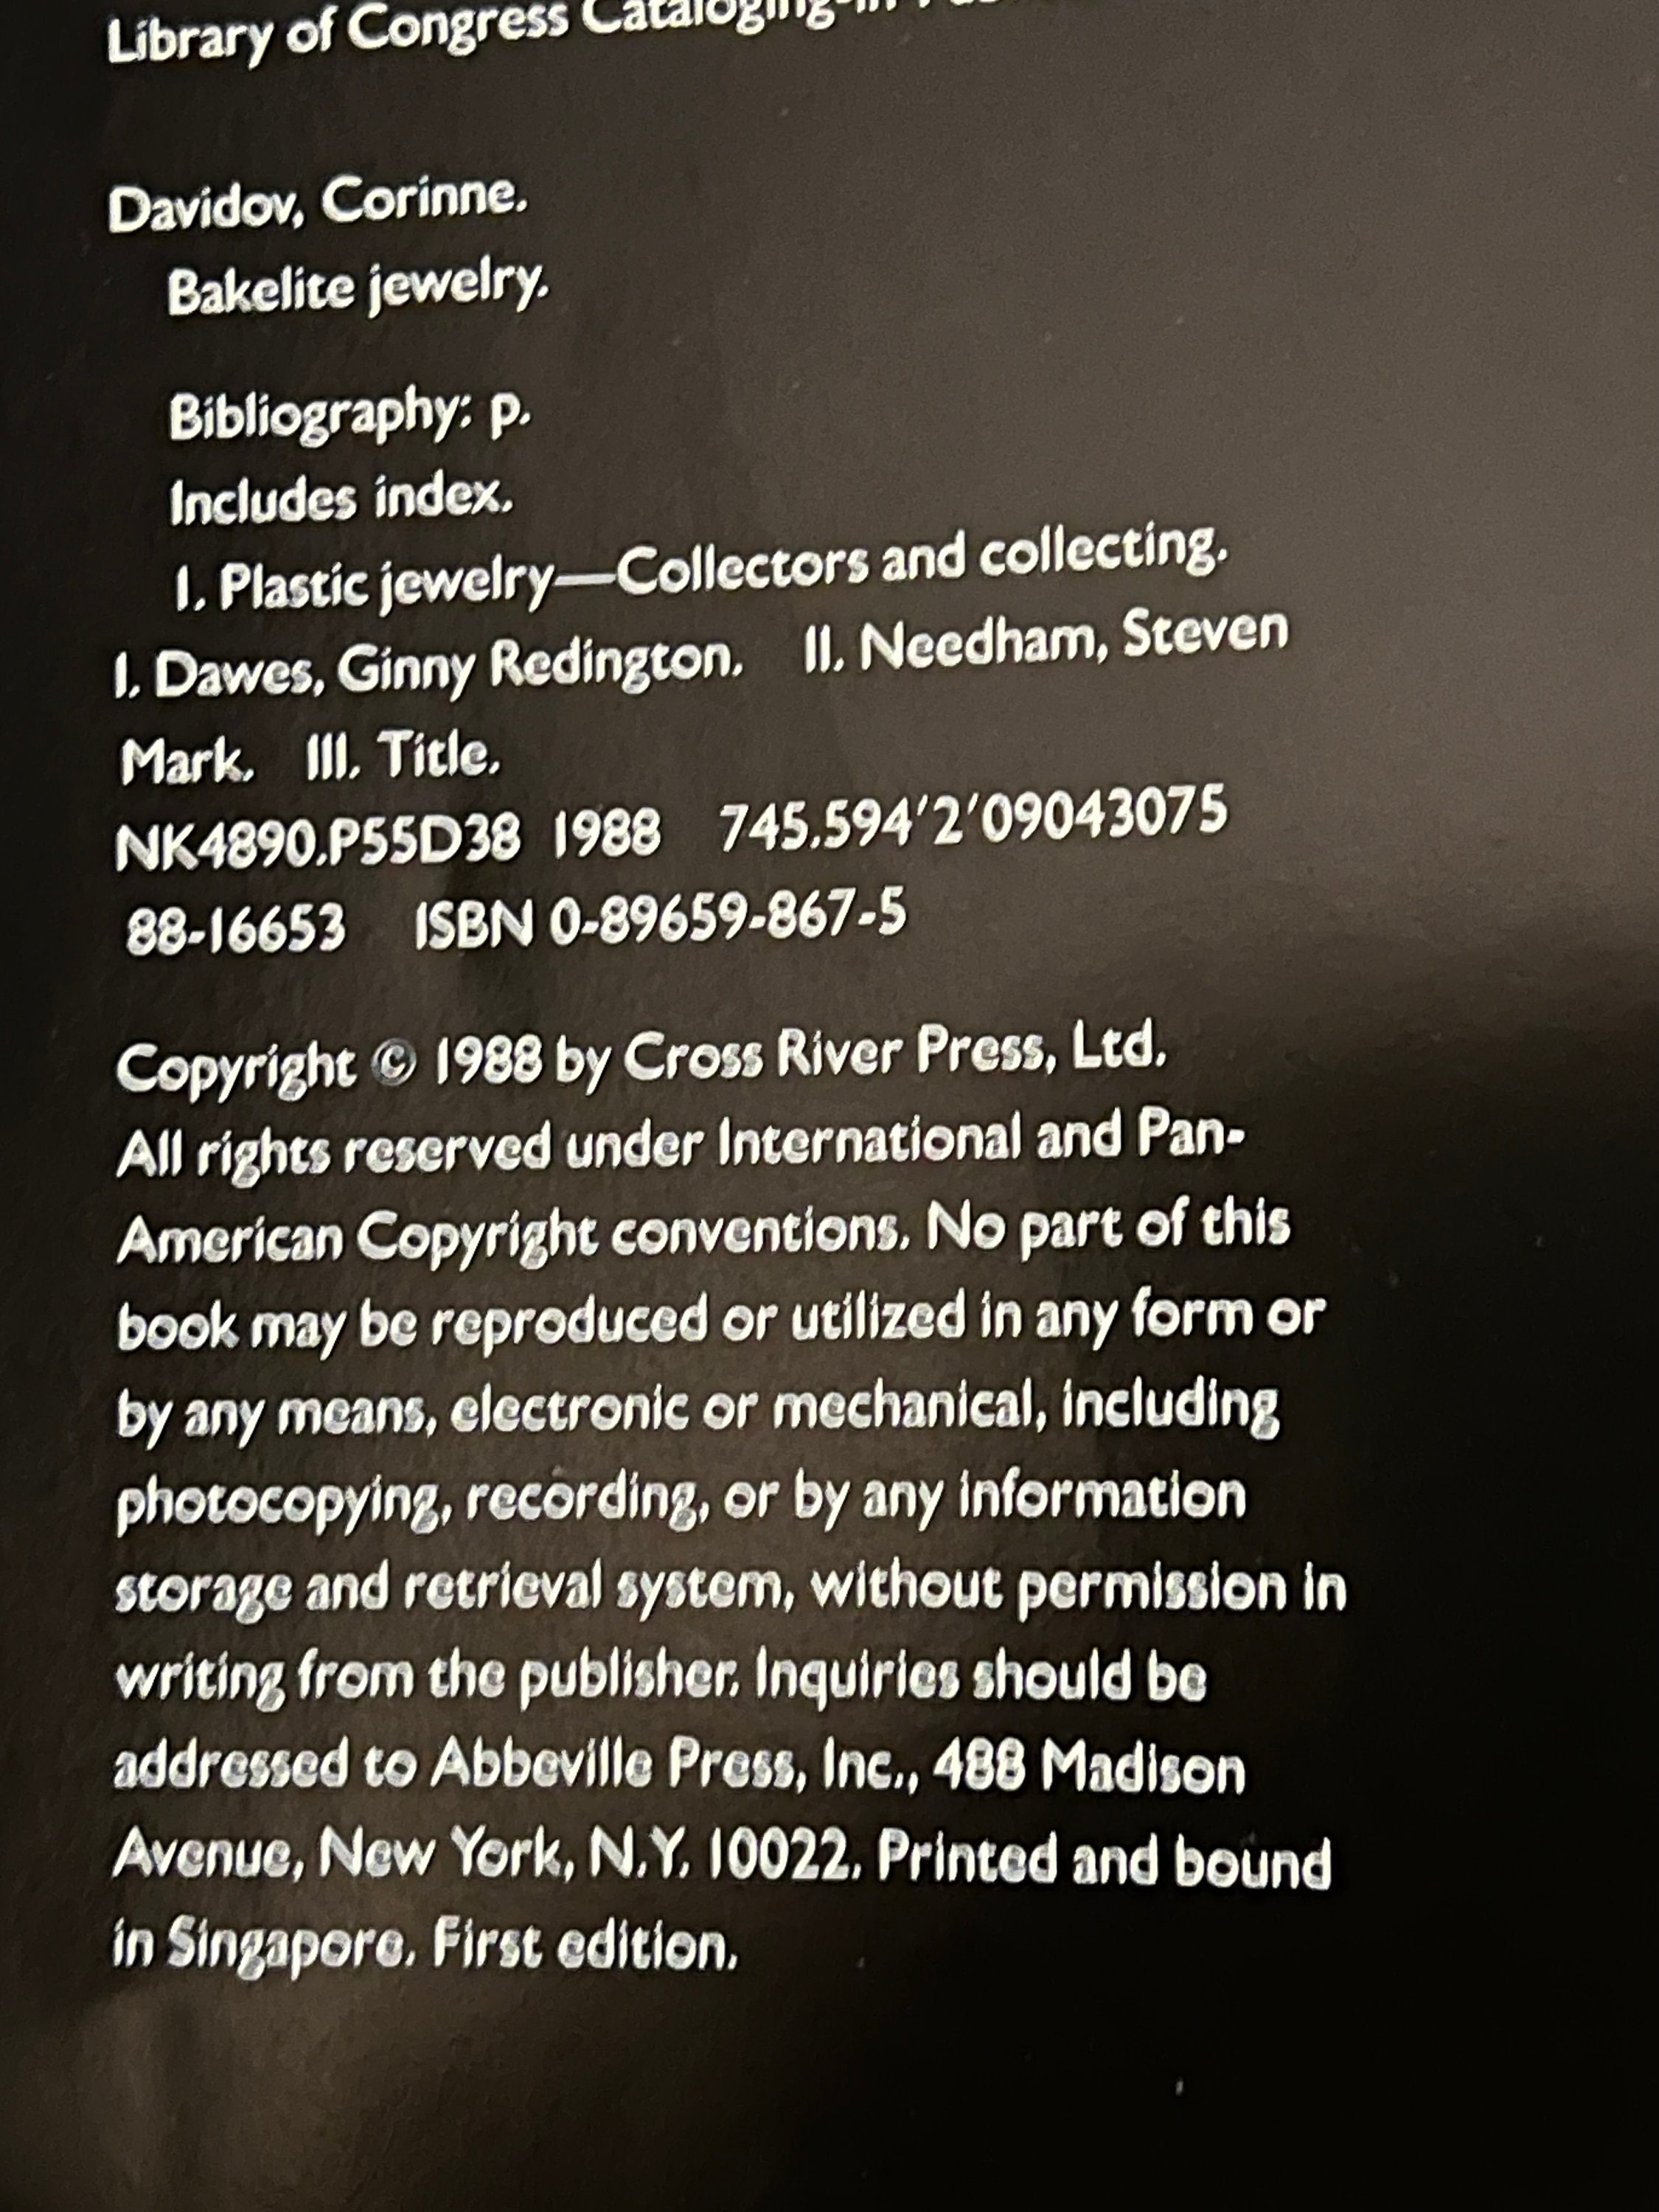 Library of Congress Cataloging-in
Davidov, Corinne.
Bakelite jewelry.
Bibliography: p.
Includes index.
1. Plastic jewelry—Collectors and collecting.
I. Dawes, Ginny Redington. II. Needham, Steven
Mark. III. Title.
NK4890.P55D38 1988 745.594'2'09043075
88-16653 ISBN 0-89659-867-5
Copyright © 1988 by Cross River Press, Ltd.
All rights reserved under International and Pan-
American Copyright conventions. No part of this
book may be reproduced or utilized in any form or
by any means, electronic or mechanical, including
photocopying, recording, or by any information
storage and retrieval system, without permission in
writing from the publisher. Inquiries should be
addressed to Abbeville Press, Inc., 488 Madison
Avenue, New York, N.Y. 10022. Printed and bound
in Singapore. First edition.